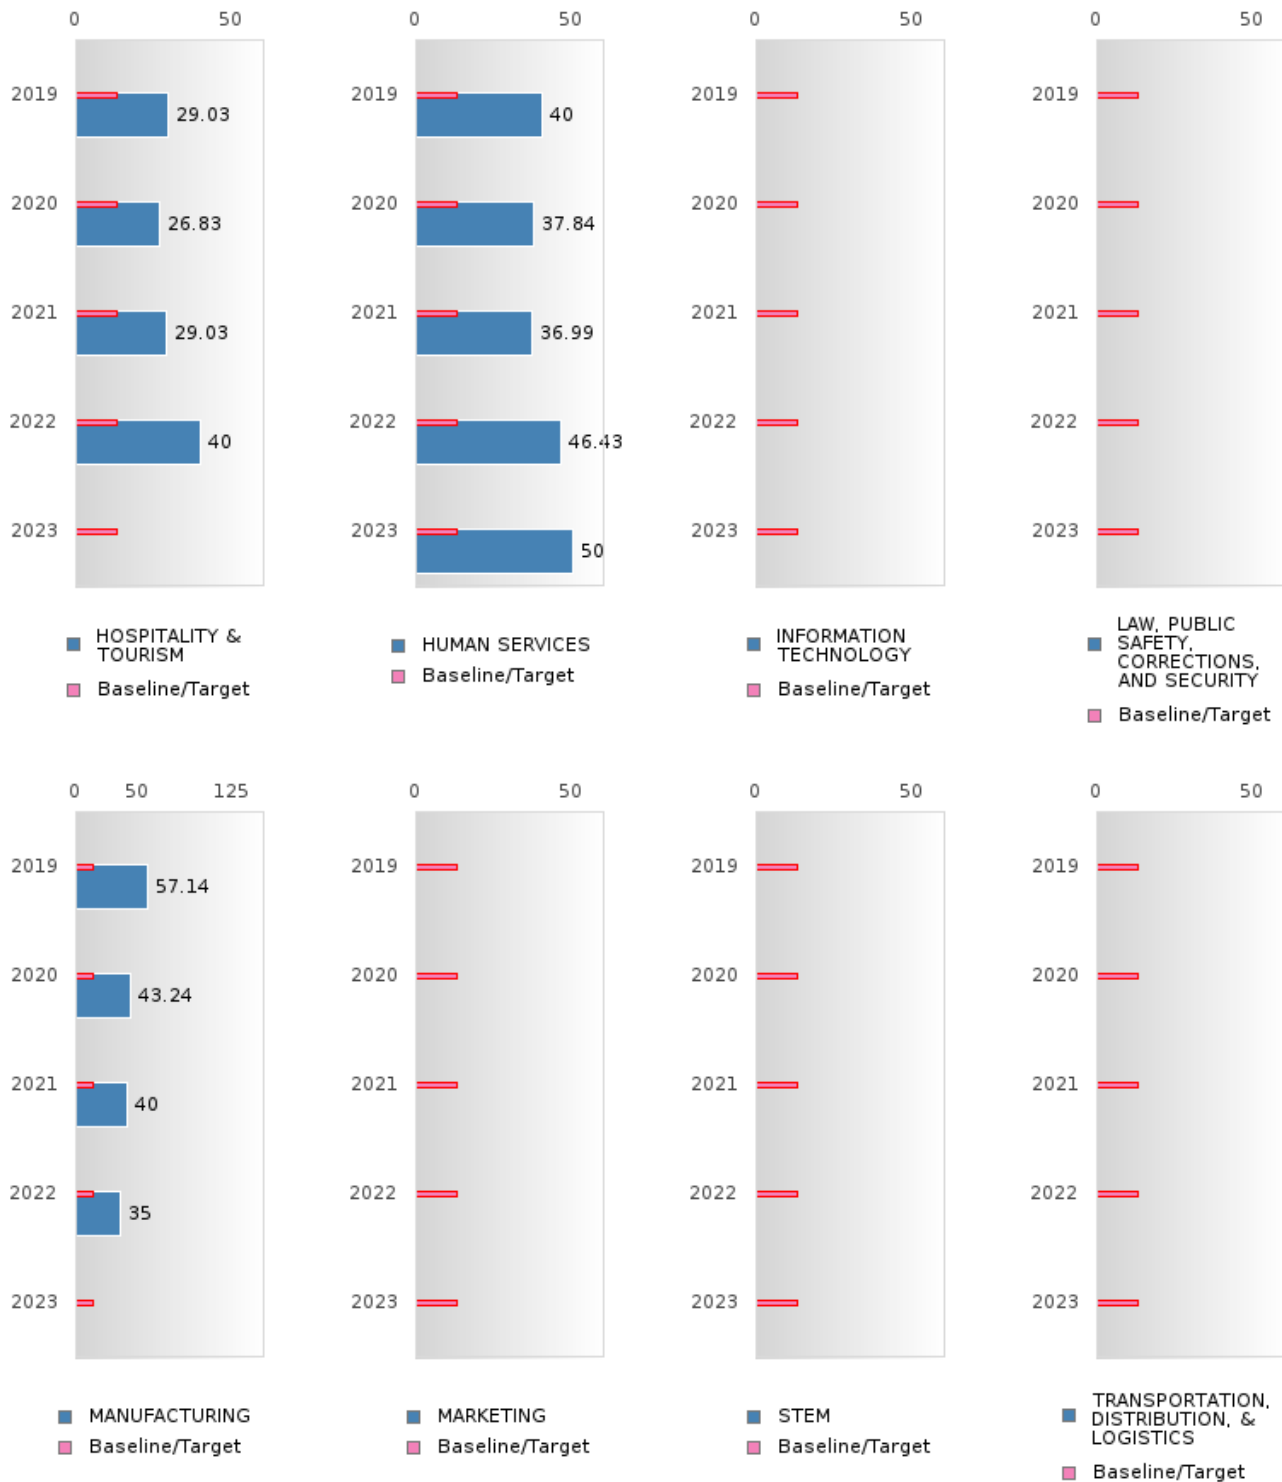 0 50
2019 29.03
2020 26.83
2021 29.03
2022 40
2023
HOSPITALITY &
TOURISM
Baseline/Target
0 50
2019 40
2020 37.84
2021 36.99
2022 46.43
2023 50
HUMAN SERVICES
Baseline/Target
0 50
2019
2020
2021
2022
2023
INFORMATION
TECHNOLOGY
Baseline/Target
0 50
2019
2020
2021
2022
2023
LAW, PUBLIC
SAFETY,
CORRECTIONS,
AND SECURITY
Baseline/Target
0 50 125
2019 57.14
2020 43.24
2021 40
2022 35
2023
MANUFACTURING
Baseline/Target
0 50
2019
2020
2021
2022
2023
MARKETING
Baseline/Target
0 50
2019
2020
2021
2022
2023
STEM
Baseline/Target
0 50
2019
2020
2021
2022
2023
TRANSPORTATION,
DISTRIBUTION, &
LOGISTICS
Baseline/Target